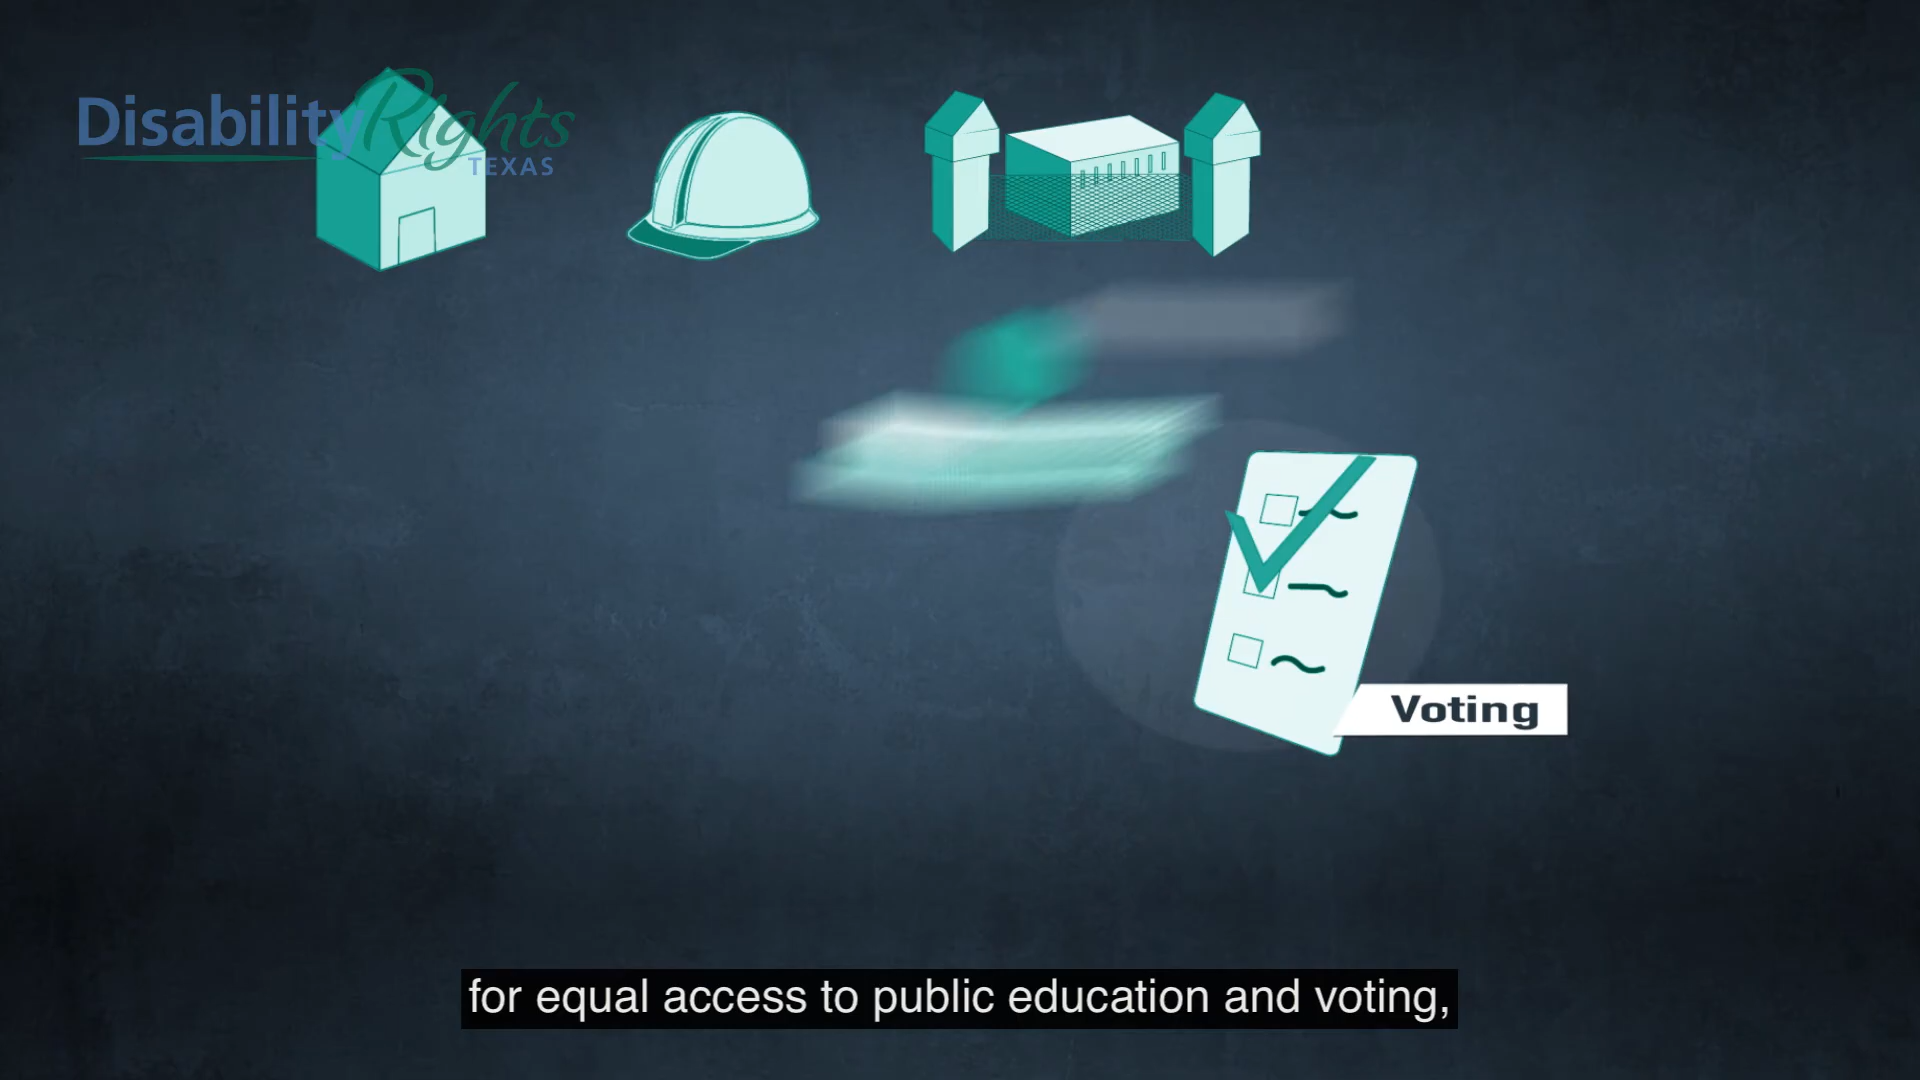 Disability Rights
TEXAS
Voting
for equal access to public education and voting,